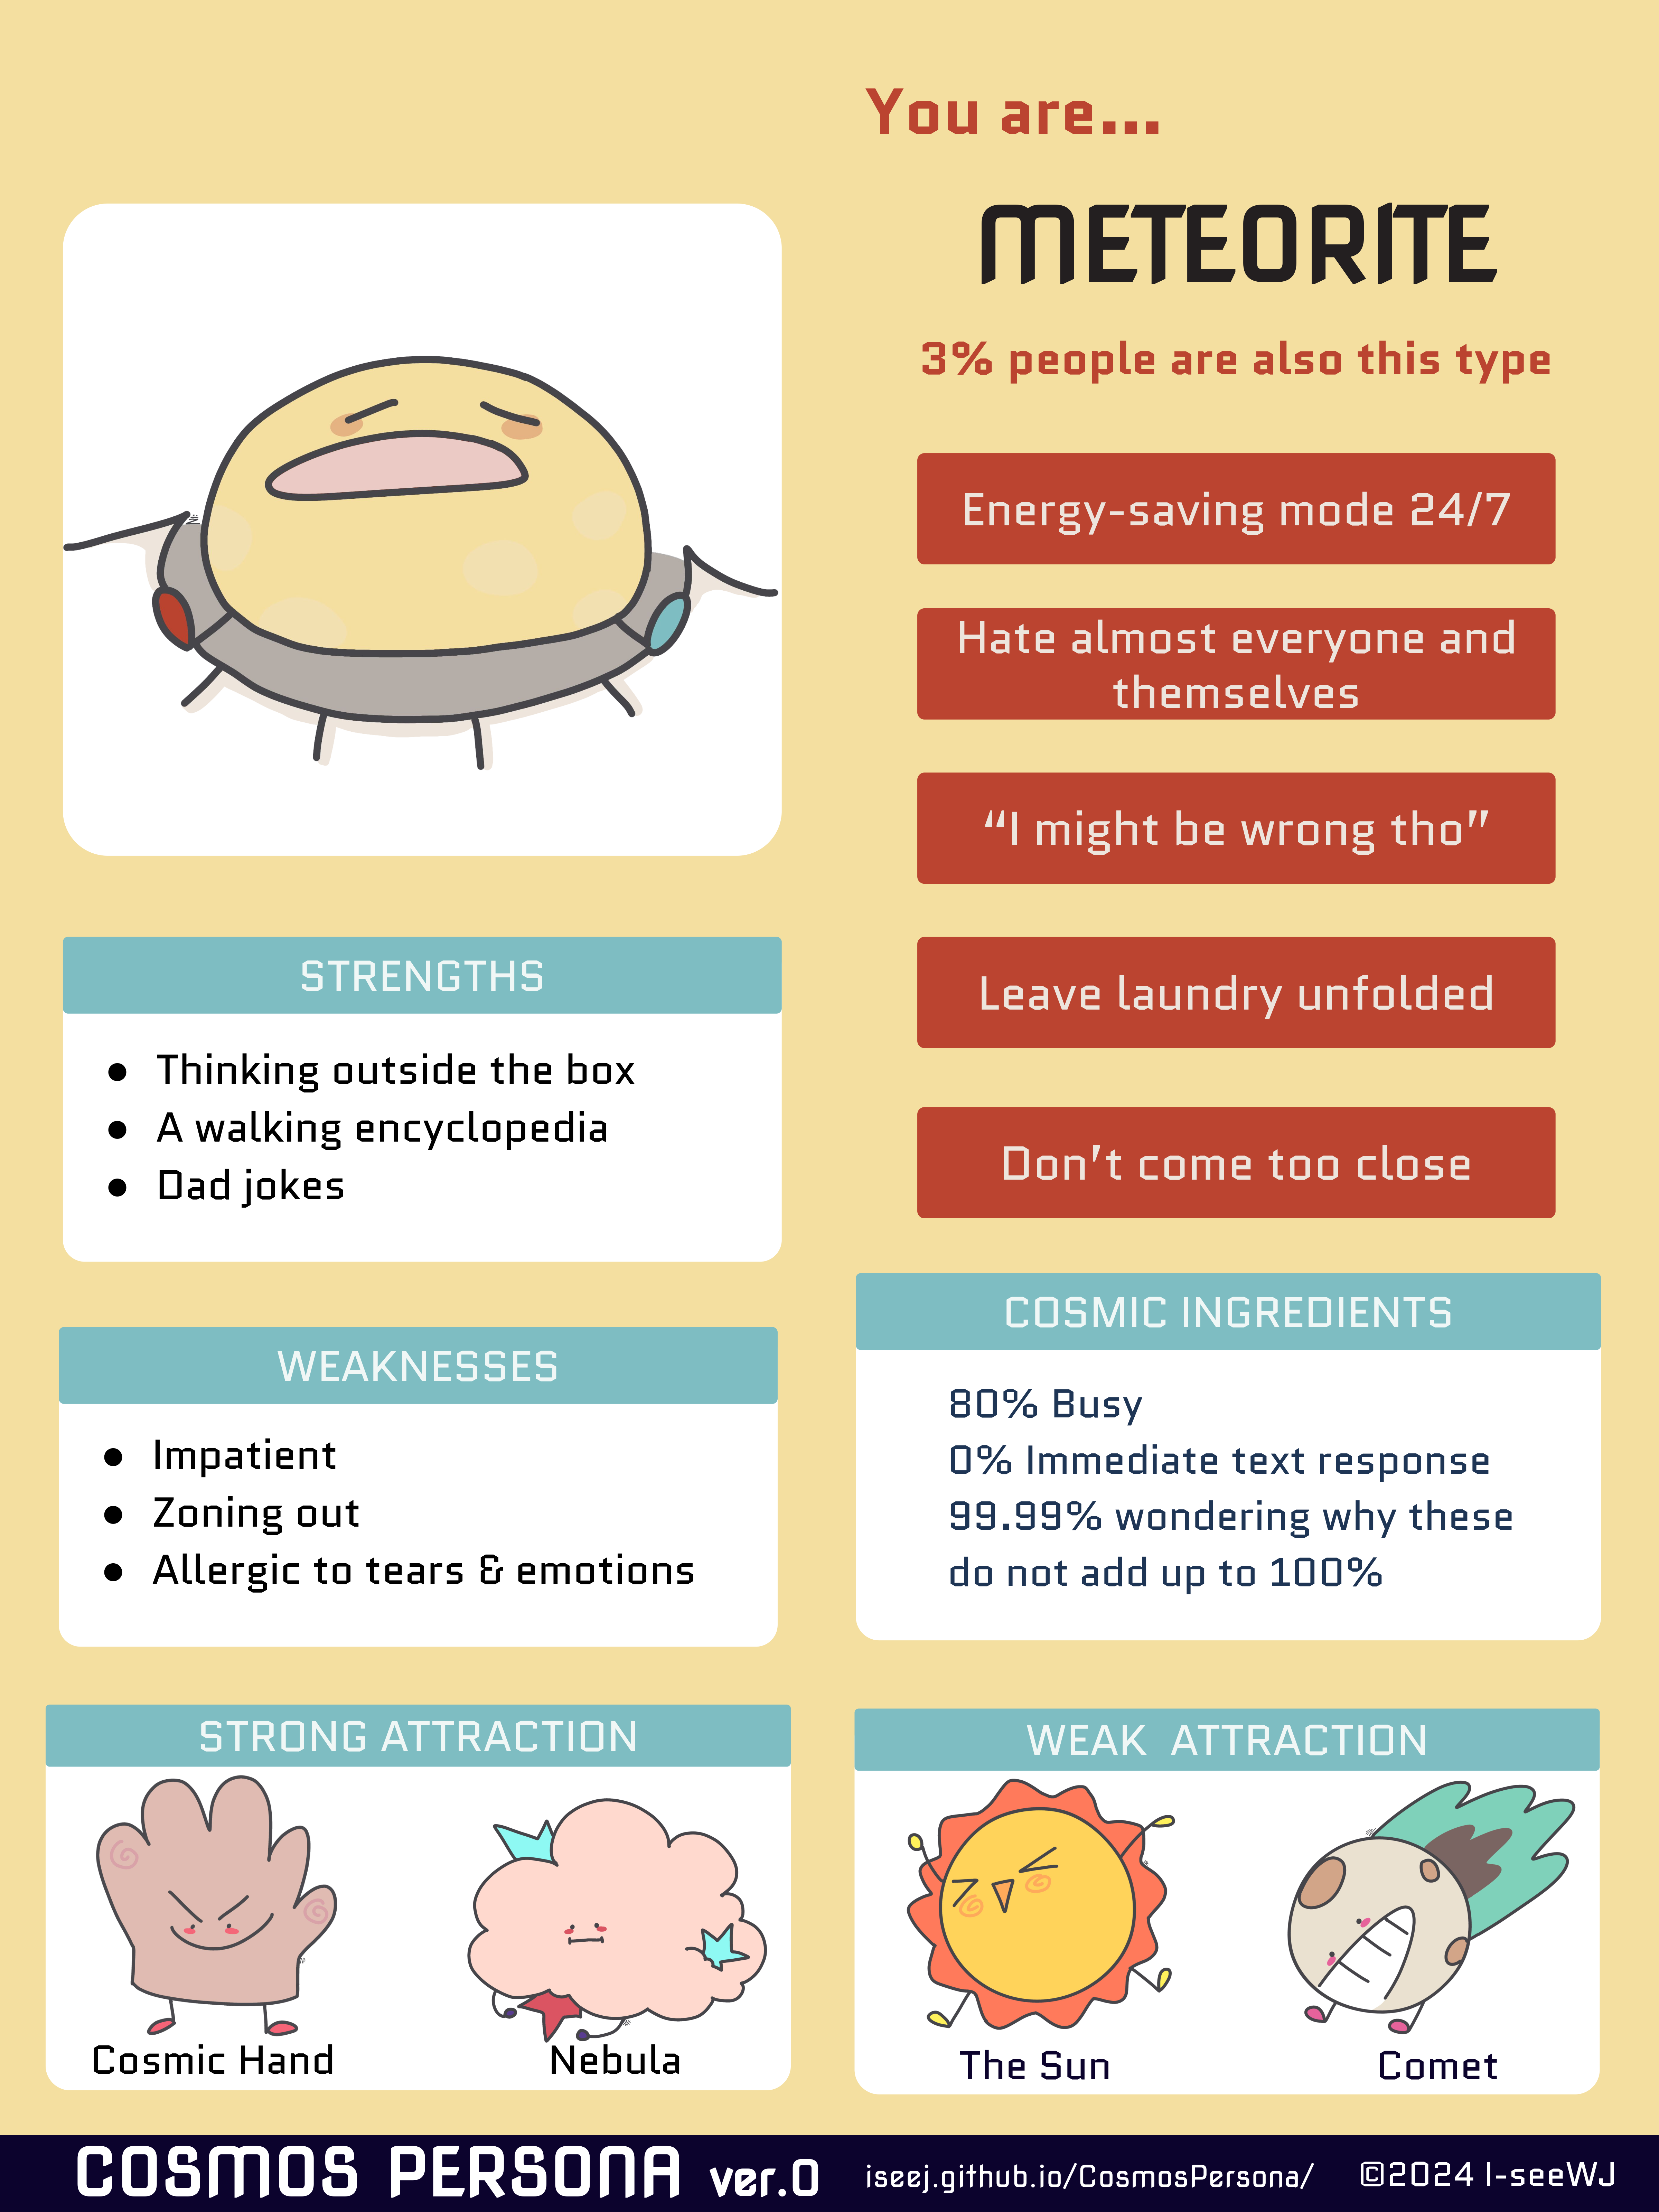 You are...
METEORITE
3% people are also this type
Energy-saving mode 24/7
Hate almost everyone and
themselves
“I might be wrong tho”
Leave laundry unfolded
Don’t come too close
STRENGTHS
● Thinking outside the box
● A walking encyclopedia
● Dad jokes
WEAKNESSES
● Impatient
● Zoning out
● Allergic to tears & emotions
COSMIC INGREDIENTS
80% Busy
0% Immediate text response
99.99% wondering why these
do not add up to 100%
STRONG ATTRACTION
Cosmic Hand
Nebula
WEAK ATTRACTION
The Sun
Comet
COSMOS PERSONA ver.0
iseej.github.io/CosmosPersona/
©2024 I-seeWJ